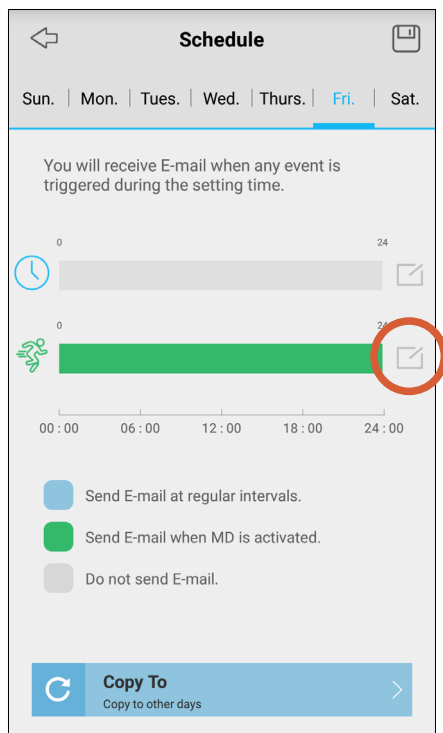 Schedule
Sun. Mon. Tues. Wed. Thurs. Fri. Sat.
You will receive E-mail when any event is
triggered during the setting time.
0 24
0 24
00 : 00 06 : 00 12 : 00 18 : 00 24 : 00
Send E-mail at regular intervals.
Send E-mail when MD is activated.
Do not send E-mail.
Copy To
Copy to other days